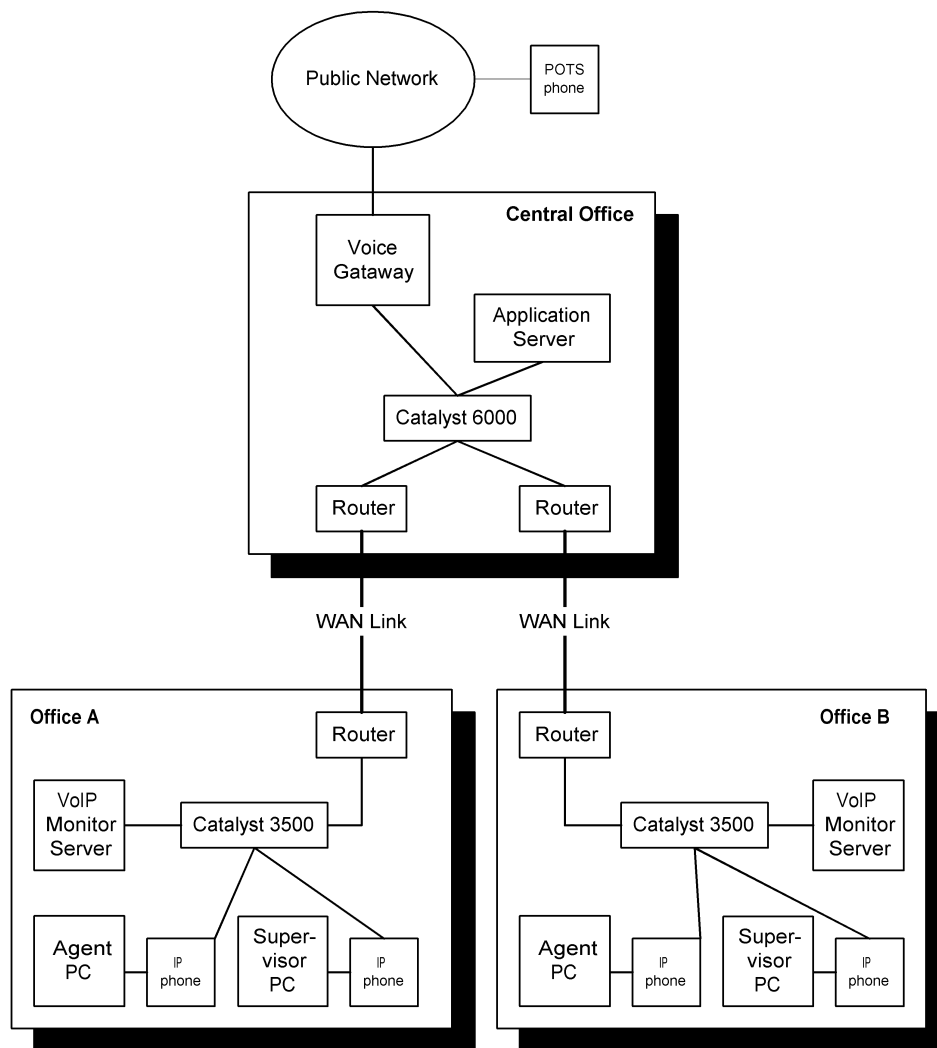 Public Network
POTS
phone
Central Office
Voice
Gataway
Application
Server
Catalyst 6000
Router
Router
WAN Link
WAN Link
Office A
Router
VoIP
Monitor
Server
Catalyst 3500
Agent
PC
IP
phone
Super-
visor
PC
IP
phone
Office B
Router
Catalyst 3500
VoIP
Monitor
Server
Agent
PC
IP
phone
Super-
visor
PC
IP
phone